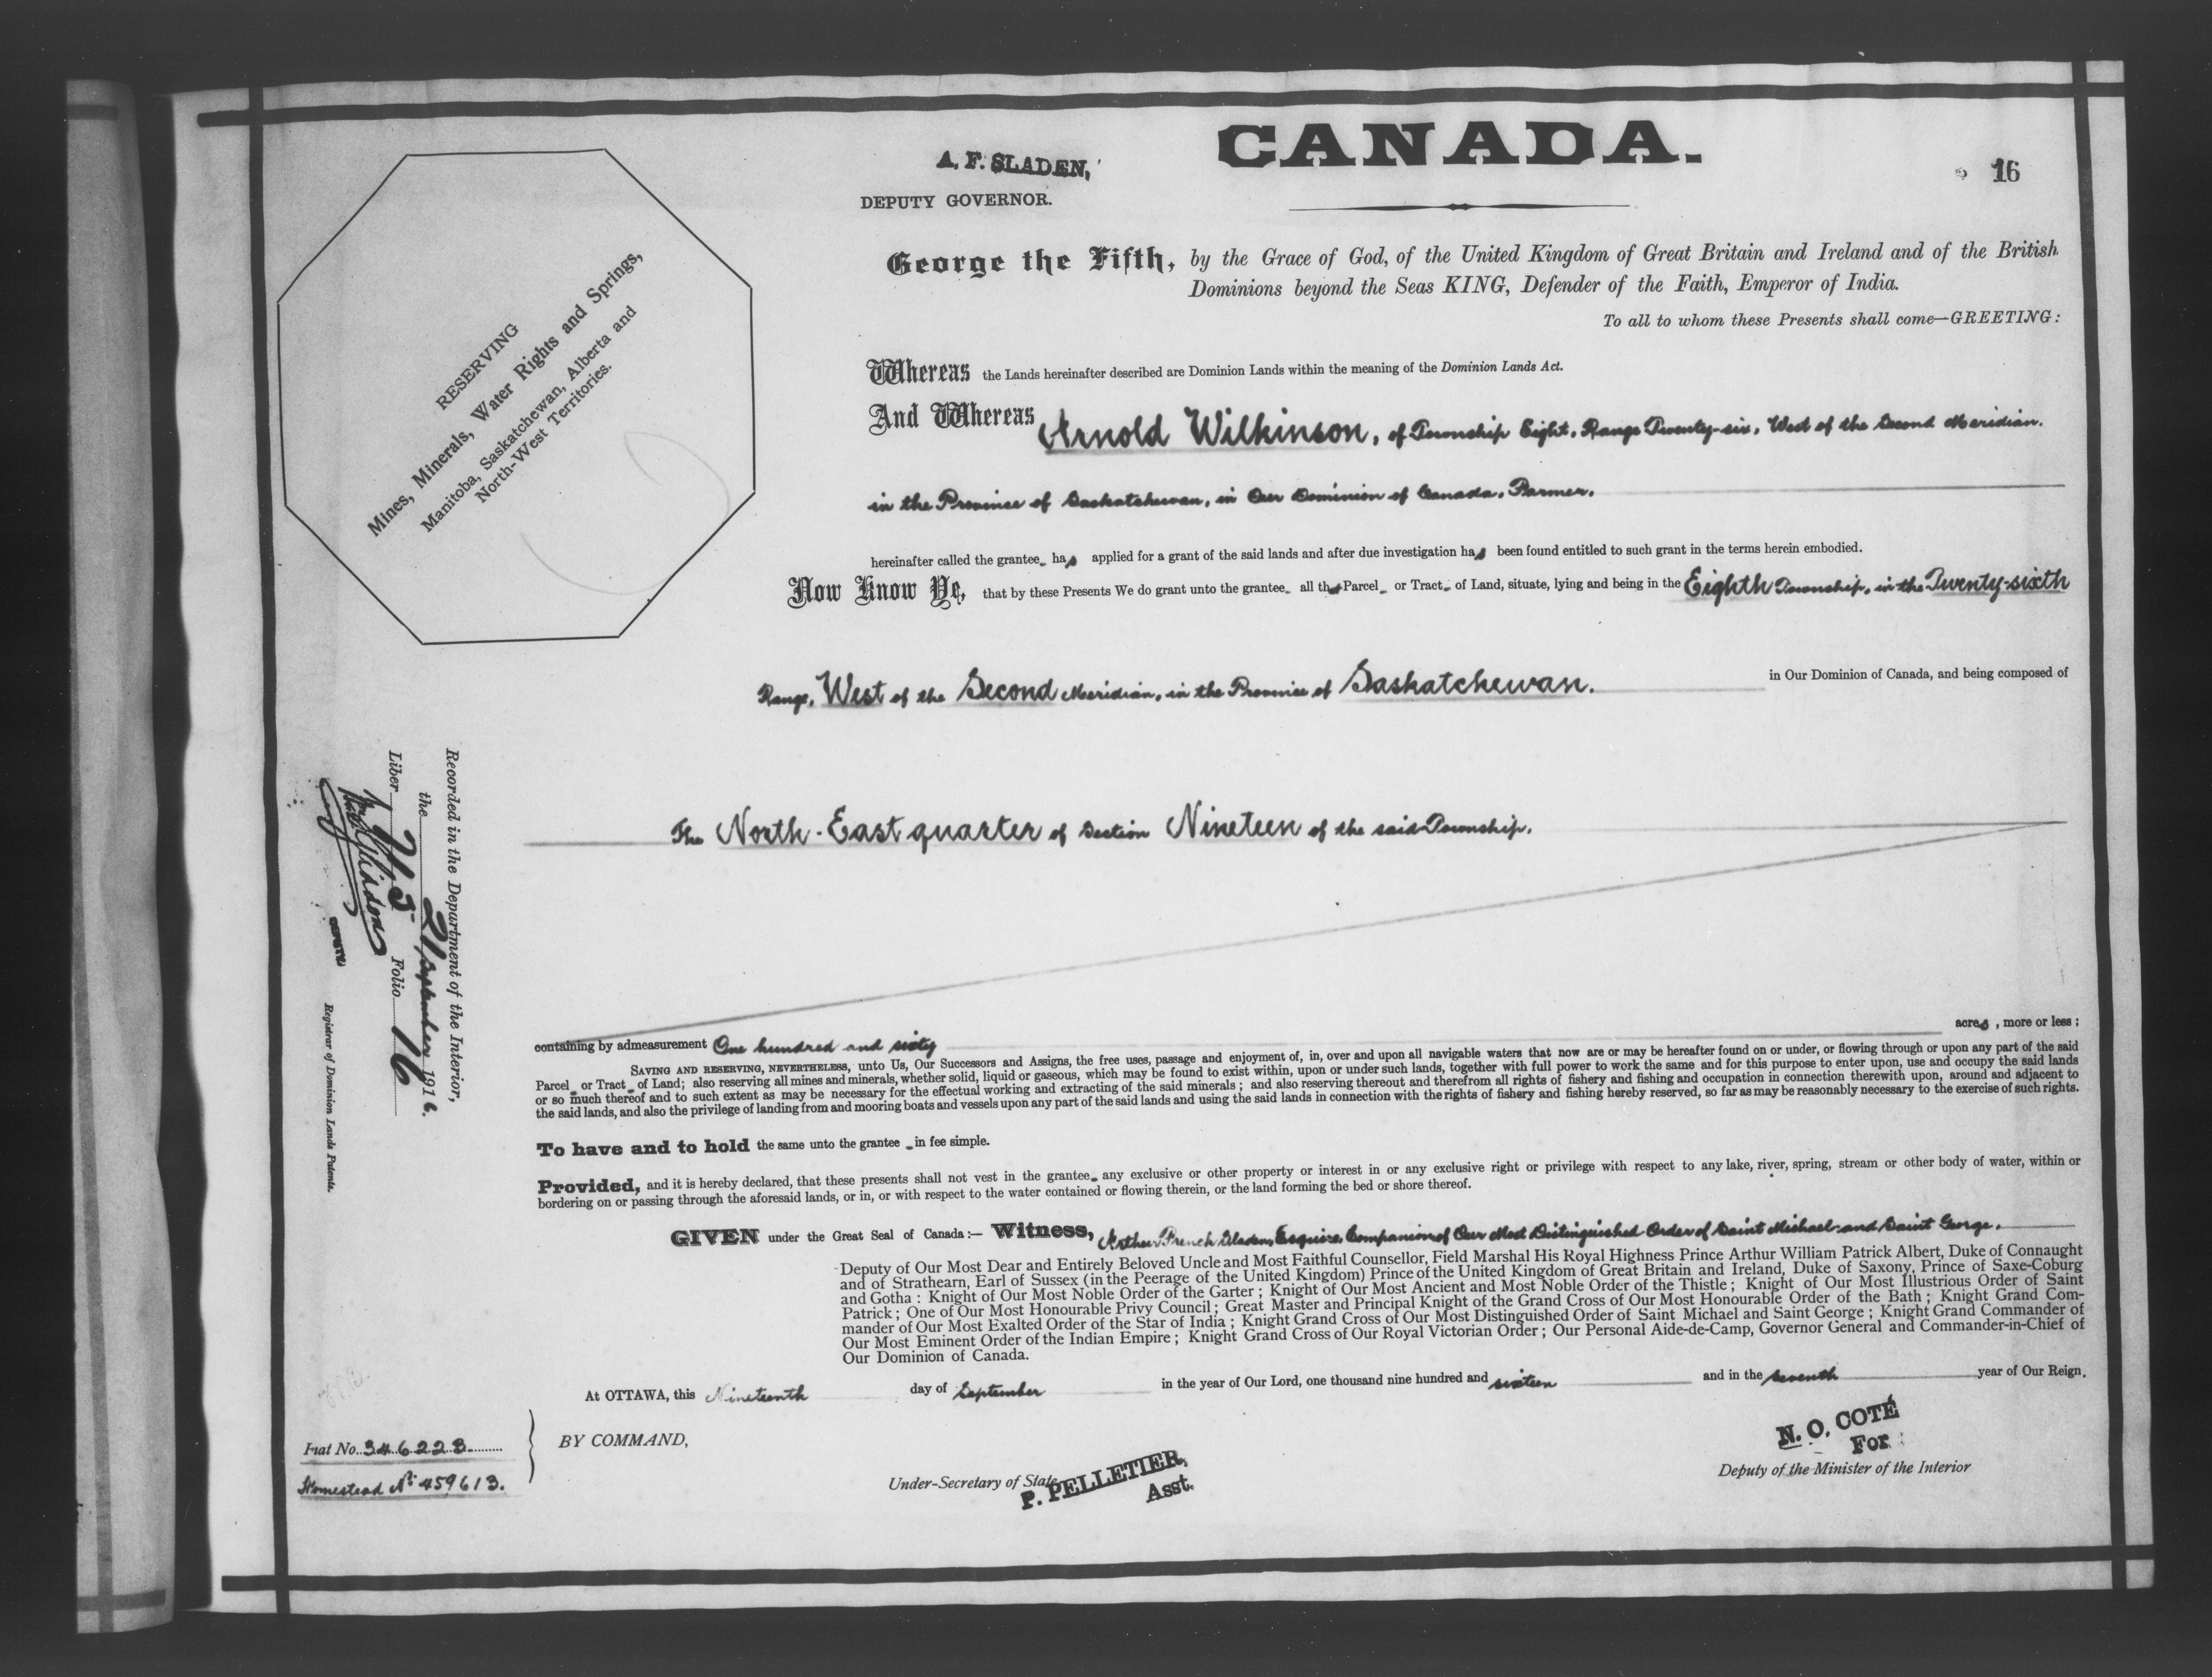 CANADA.
A. F. SLADEN,
DEPUTY GOVERNOR.
16
George the Fifth, by the Grace of God, of the United Kingdom of Great Britain and Ireland and of the British
Dominions beyond the Seas KING, Defender of the Faith, Emperor of India.
To all to whom these Presents shall come—GREETING:
RESERVING
Mines, Minerals, Water Rights and Springs,
Manitoba, Saskatchewan, Alberta and
North-West Territories.
Whereas the Lands hereinafter described are Dominion Lands within the meaning of the Dominion Lands Act.
And Whereas Arnold Wilkinson, of Township Eight, Range Twenty-six, West of the Second Meridian,
in the Province of Saskatchewan, in Our Dominion of Canada, Farmer,
hereinafter called the grantee has applied for a grant of the said lands and after due investigation has been found entitled to such grant in the terms herein embodied.
Now Know Ye, that by these Presents We do grant unto the grantee all that Parcel or Tract of Land, situate, lying and being in the Eighth Township, in the Twenty-sixth
Range, West of the Second Meridian, in the Province of Saskatchewan. in Our Dominion of Canada, and being composed of
The North-East quarter of Section Nineteen of the said Township.
Recorded in the Department of the Interior,
the 21 September 1916.
Liber 745 Folio 16
DEPUTY
Registrar of Dominion Lands Patents.
containing by admeasurement One hundred and sixty acres, more or less;
SAVING AND RESERVING, NEVERTHELESS, unto Us, Our Successors and Assigns, the free uses, passage and enjoyment of, in, over and upon all navigable waters that now are or may be hereafter found on or under, or flowing through or upon any part of the said
Parcel or Tract of Land; also reserving all mines and minerals, whether solid, liquid or gaseous, which may be found to exist within, upon or under such lands, together with full power to work the same and for this purpose to enter upon, use and occupy the said lands
or so much thereof and to such extent as may be necessary for the effectual working and extracting of the said minerals; and also reserving thereout and therefrom all rights of fishery and fishing and occupation in connection therewith upon, around and adjacent to
the said lands, and also the privilege of landing from and mooring boats and vessels upon any part of the said lands and using the said lands in connection with the rights of fishery and fishing hereby reserved, so far as may be reasonably necessary to the exercise of such rights.
To have and to hold the same unto the grantee in fee simple.
Provided, and it is hereby declared, that these presents shall not vest in the grantee any exclusive or other property or interest in or any exclusive right or privilege with respect to any lake, river, spring, stream or other body of water, within or
bordering on or passing through the aforesaid lands, or in, or with respect to the water contained or flowing therein, or the land forming the bed or shore thereof.
GIVEN under the Great Seal of Canada:— Witness, Arthur French Sladen, Esquire, Companion of Our Most Distinguished Order of Saint Michael and Saint George,
Deputy of Our Most Dear and Entirely Beloved Uncle and Most Faithful Counsellor, Field Marshal His Royal Highness Prince Arthur William Patrick Albert, Duke of Connaught
and of Strathearn, Earl of Sussex (in the Peerage of the United Kingdom) Prince of the United Kingdom of Great Britain and Ireland, Duke of Saxony, Prince of Saxe-Coburg
and Gotha: Knight of Our Most Noble Order of the Garter; Knight of Our Most Ancient and Most Noble Order of the Thistle; Knight of Our Most Illustrious Order of Saint
Patrick; One of Our Most Honourable Privy Council; Great Master and Principal Knight of the Grand Cross of Our Most Honourable Order of the Bath; Knight Grand Com-
mander of Our Most Exalted Order of the Star of India; Knight Grand Cross of Our Most Distinguished Order of Saint Michael and Saint George; Knight Grand Commander of
Our Most Eminent Order of the Indian Empire; Knight Grand Cross of Our Royal Victorian Order; Our Personal Aide-de-Camp, Governor General and Commander-in-Chief of
Our Dominion of Canada.
At OTTAWA, this Nineteenth day of September in the year of Our Lord, one thousand nine hundred and sixteen and in the seventh year of Our Reign.
Fiat No. 346228
Homestead No. 459613.
BY COMMAND,
Under-Secretary of State
P. PELLETIER,
Asst.
N. O. COTÉ
For
Deputy of the Minister of the Interior